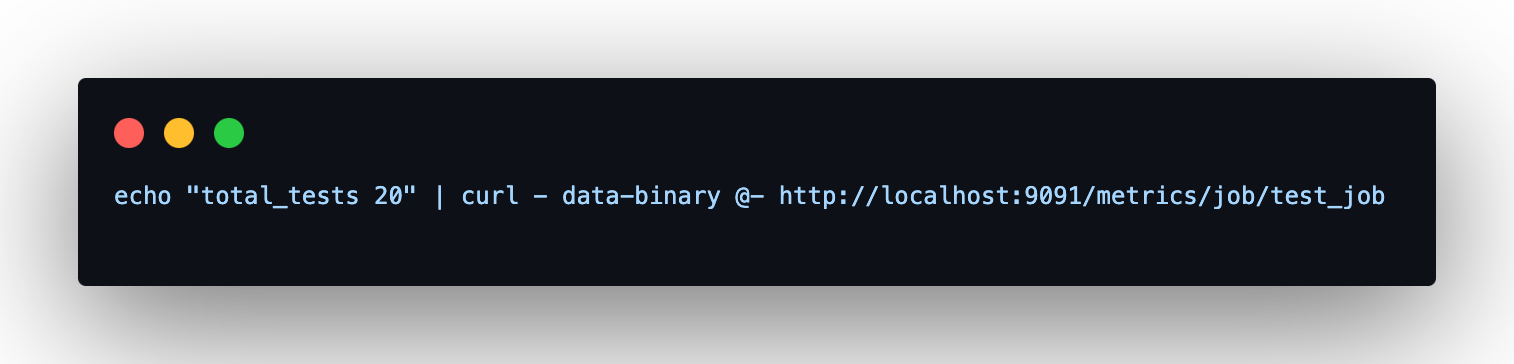 echo "total_tests 20" | curl - data-binary @- http://localhost:9091/metrics/job/test_job